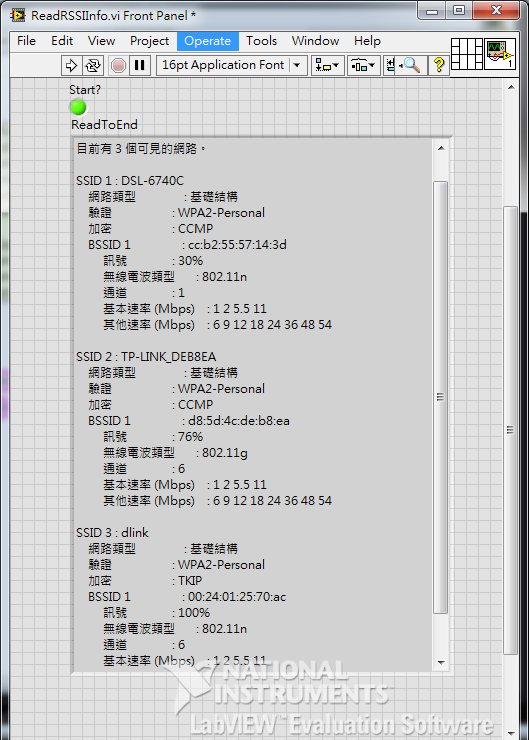 ReadRSSIInfo.vi Front Panel *
File Edit View Project Operate Tools Window Help
16pt Application Font
1
Start?
ReadToEnd
目前有 3 個可見的網路。
SSID 1 : DSL-6740C
網路類型 : 基礎結構
驗證 : WPA2-Personal
加密 : CCMP
BSSID 1 : cc:b2:55:57:14:3d
訊號 : 30%
無線電波類型 : 802.11n
通道 : 1
基本速率 (Mbps) : 1 2 5.5 11
其他速率 (Mbps) : 6 9 12 18 24 36 48 54
SSID 2 : TP-LINK_DEB8EA
網路類型 : 基礎結構
驗證 : WPA2-Personal
加密 : CCMP
BSSID 1 : d8:5d:4c:de:b8:ea
訊號 : 76%
無線電波類型 : 802.11g
通道 : 6
基本速率 (Mbps) : 1 2 5.5 11
其他速率 (Mbps) : 6 9 12 18 24 36 48 54
SSID 3 : dlink
網路類型 : 基礎結構
驗證 : WPA2-Personal
加密 : TKIP
BSSID 1 : 00:24:01:25:70:ac
訊號 : 100%
無線電波類型 : 802.11n
通道 : 6
基本速率 (Mbps) : 1 2 5.5 11
NATIONAL
INSTRUMENTS
LabVIEW™ Evaluation Software